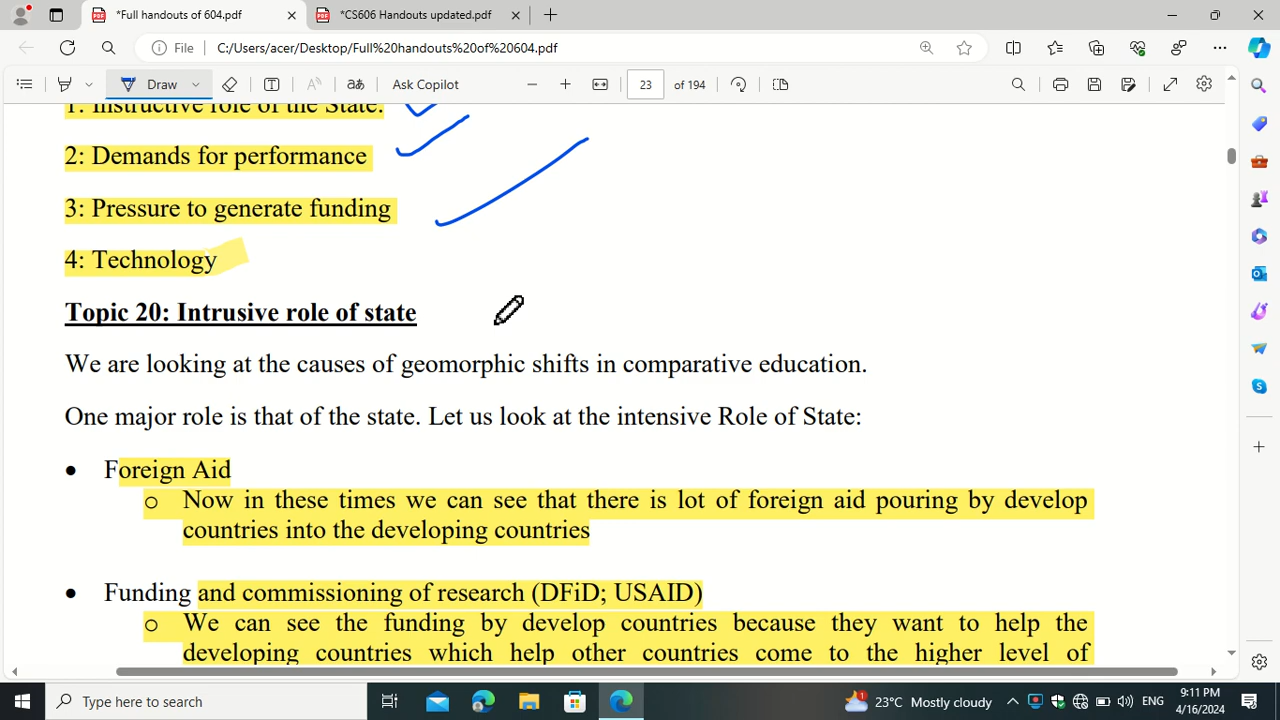 *Full handouts of 604.pdf
*CS606 Handouts updated.pdf
File
C:/Users/acer/Desktop/Full%20handouts%20of%20604.pdf
Draw
Ask Copilot
23
of 194
1: Instructive role of the State.
2: Demands for performance
3: Pressure to generate funding
4: Technology
Topic 20: Intrusive role of state
We are looking at the causes of geomorphic shifts in comparative education.
One major role is that of the state. Let us look at the intensive Role of State:
• Foreign Aid
o Now in these times we can see that there is lot of foreign aid pouring by develop
countries into the developing countries
• Funding and commissioning of research (DFiD; USAID)
o We can see the funding by develop countries because they want to help the
developing countries which help other countries come to the higher level of
Type here to search
1
23°C Mostly cloudy
ENG
9:11 PM
4/16/2024